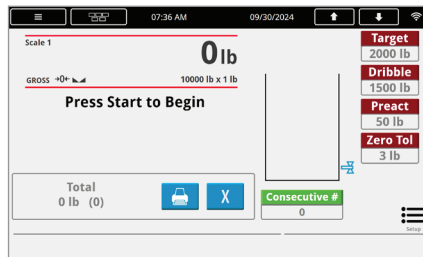 07:36 AM 09/30/2024
Scale 1
0 lb
GROSS →0← 10000 lb x 1 lb
Press Start to Begin
Target
2000 lb
Dribble
1500 lb
Preact
50 lb
Zero Tol
3 lb
Total
0 lb (0)
X
Consecutive #
0
Setup